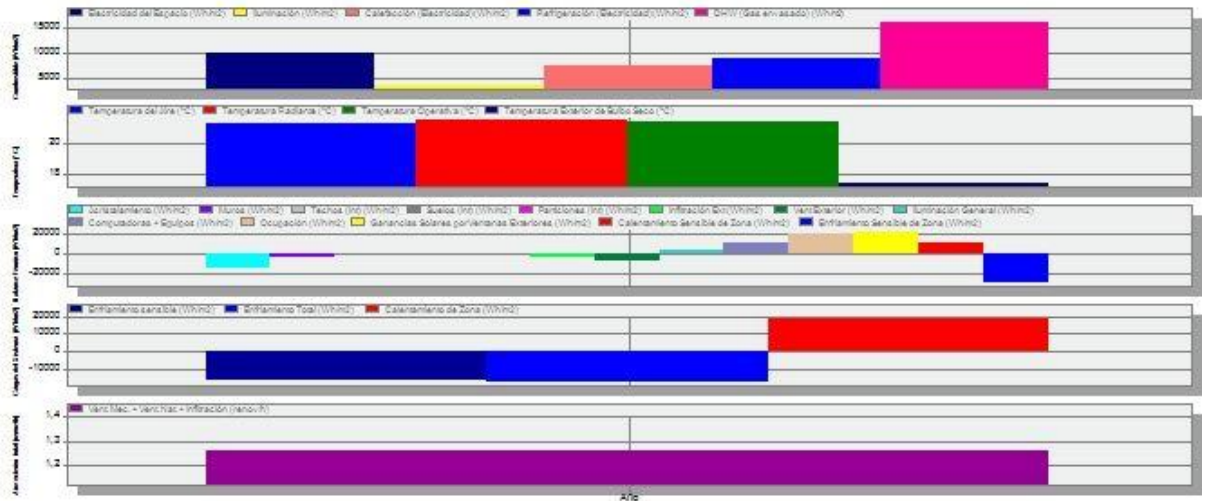 Electricidad del Espacio (Wh/m2) Iluminación (Wh/m2) Calefacción (Electricidad) (Wh/m2) Refrigeración (Electricidad) (Wh/m2) DHW (Gas envasado) (Wh/m2)
15000
10000
5000
Temperatura del Aire (°C) Temperatura Radiante (°C) Temperatura Operativa (°C) Temperatura Exterior de Bulbo Seco (°C)
Temperatura (°C)
20
15
Acristalamiento (Wh/m2) Muros (Wh/m2) Techos (int) (Wh/m2) Suelos (int) (Wh/m2) Particiones (int) (Wh/m2) Infiltración Ext (Wh/m2) Vent Exterior (Wh/m2) Iluminación General (Wh/m2)
Computadoras + Equipos (Wh/m2) Ocupación (Wh/m2) Ganancias Solares por Ventanas Exteriores (Wh/m2) Calentamiento Sensible de Zona (Wh/m2) Enfriamiento Sensible de Zona (Wh/m2)
20000
0
-20000
Enfriamiento sensible (Wh/m2) Enfriamiento Total (Wh/m2) Calentamiento de Zona (Wh/m2)
20000
10000
0
-10000
Vent Mec. + Vent Nat. + Infiltración (renov/h)
1,4
1,3
1,2
Año